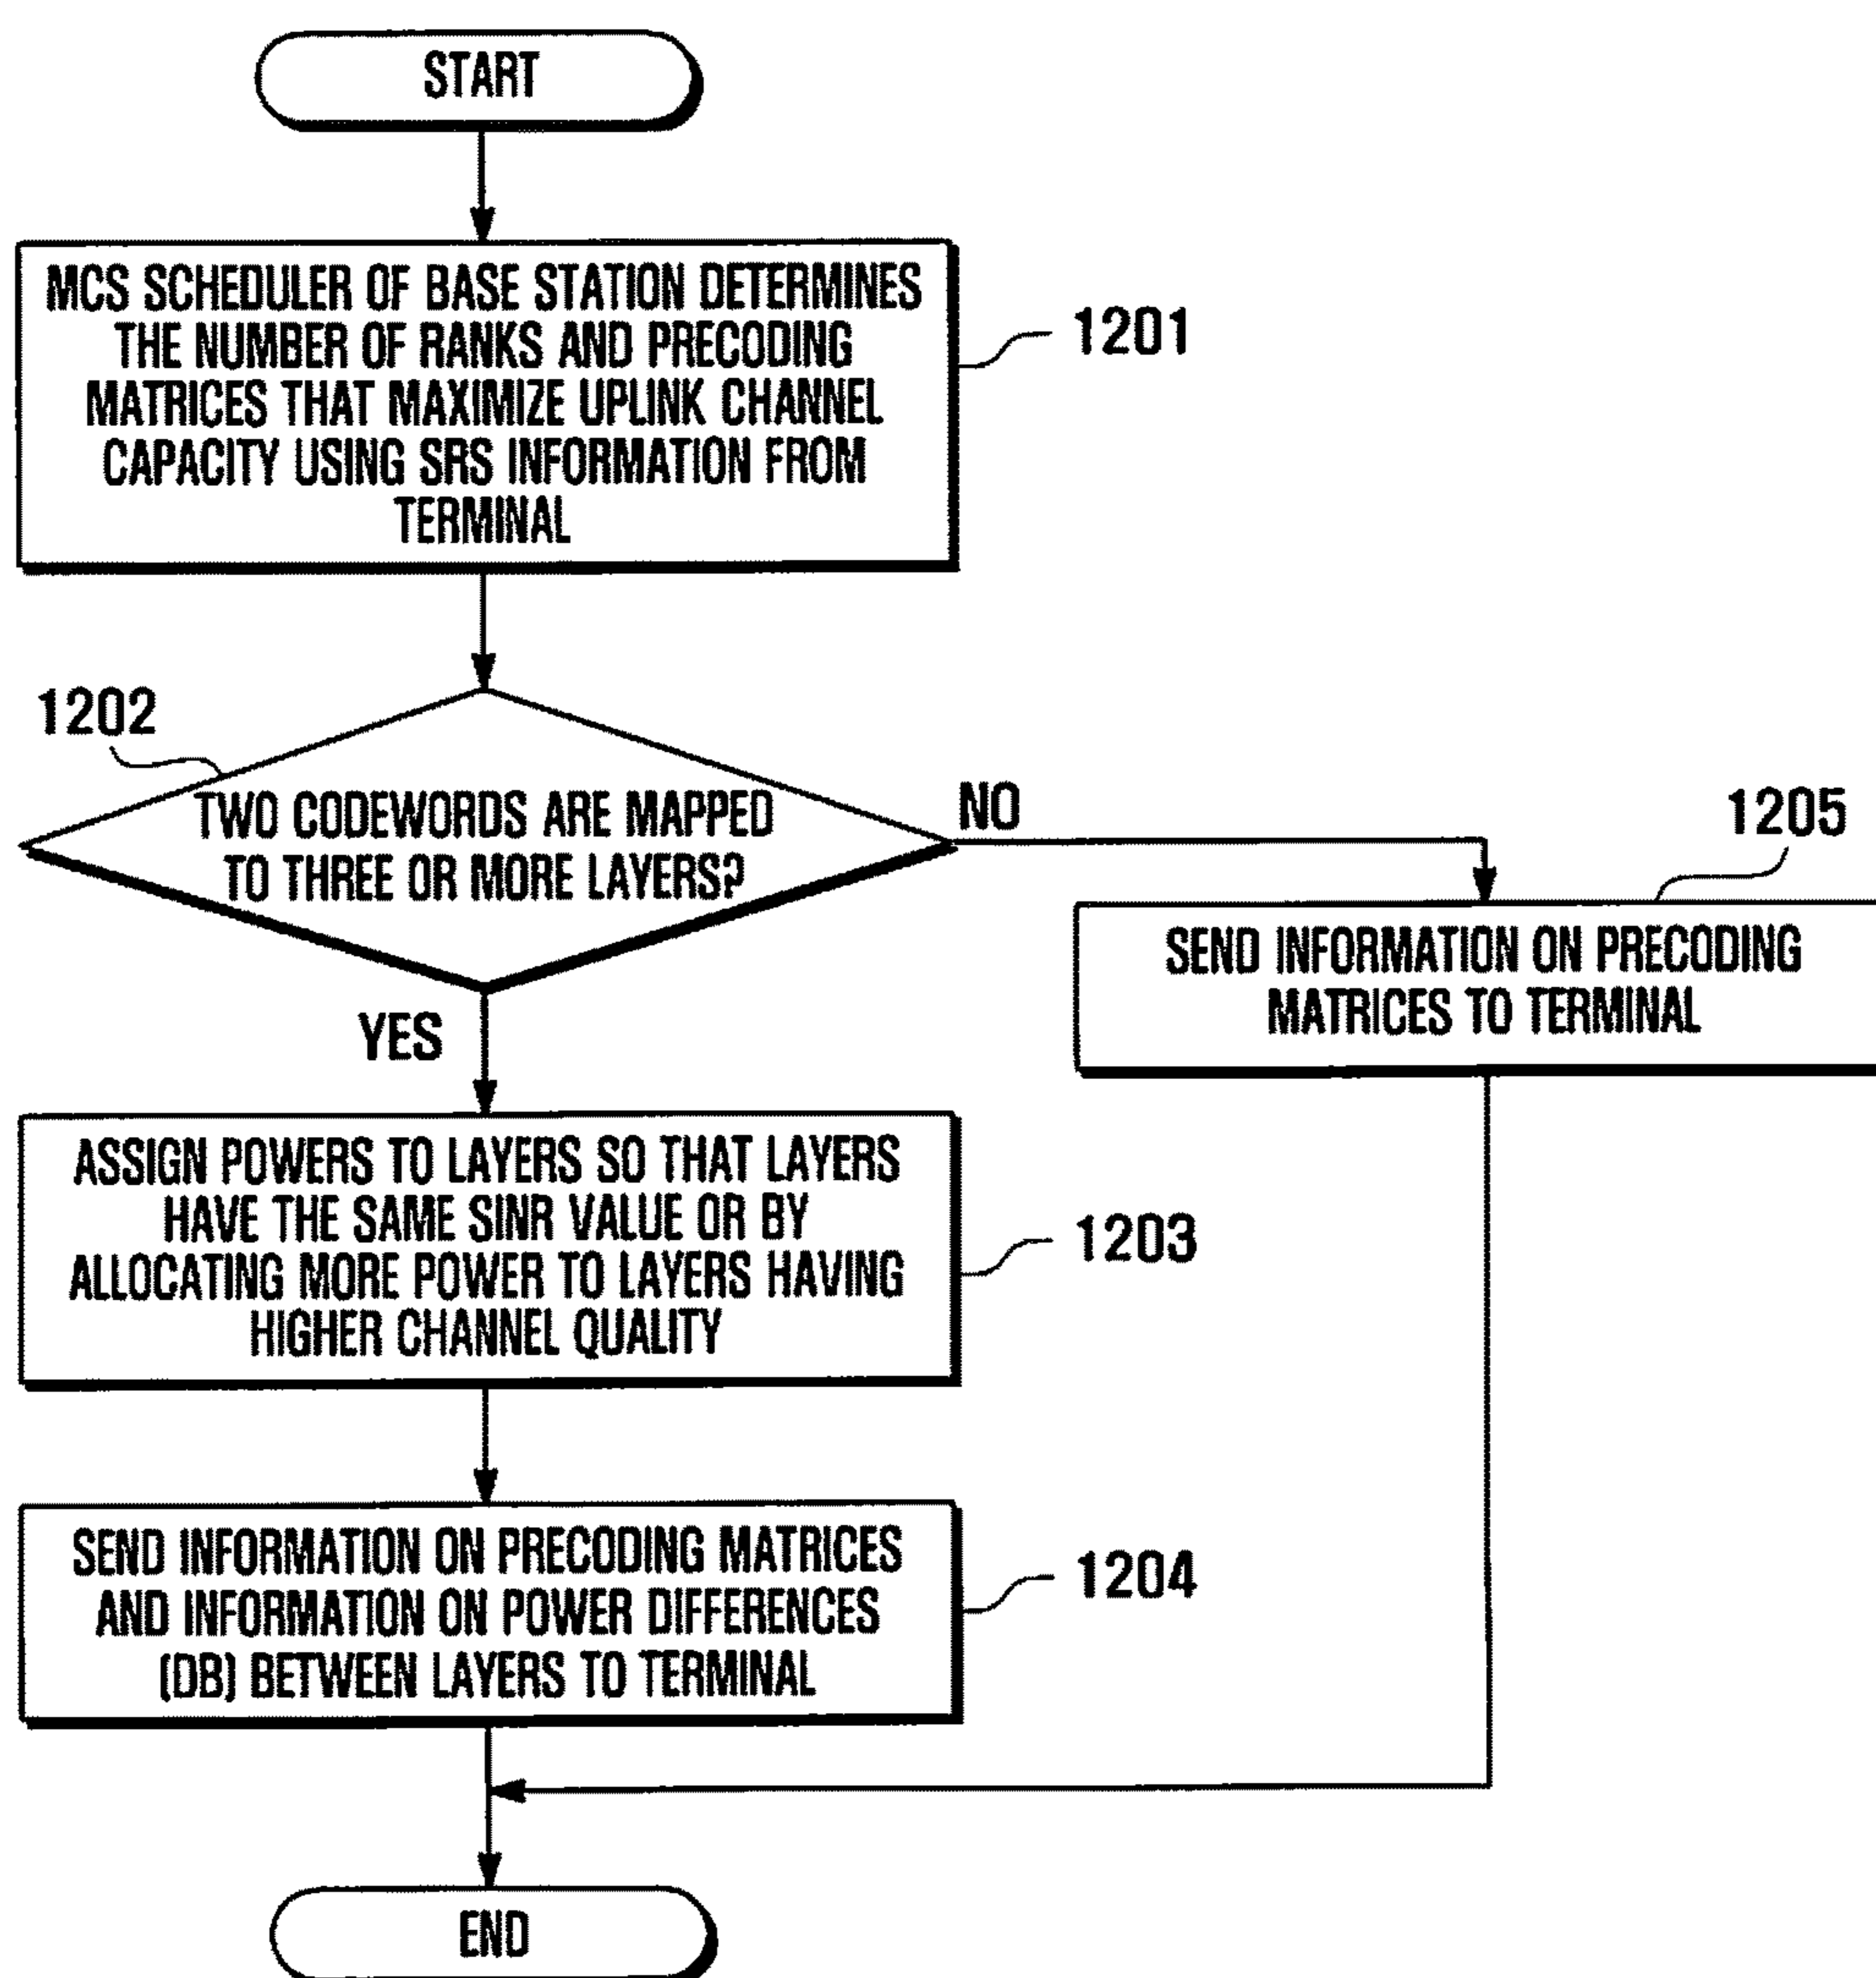 START
MCS SCHEDULER OF BASE STATION DETERMINES
THE NUMBER OF RANKS AND PRECODING
MATRICES THAT MAXIMIZE UPLINK CHANNEL
CAPACITY USING SRS INFORMATION FROM
TERMINAL
1201
1202
TWO CODEWORDS ARE MAPPED
TO THREE OR MORE LAYERS?
NO
1205
SEND INFORMATION ON PRECODING
MATRICES TO TERMINAL
YES
ASSIGN POWERS TO LAYERS SO THAT LAYERS
HAVE THE SAME SINR VALUE OR BY
ALLOCATING MORE POWER TO LAYERS HAVING
HIGHER CHANNEL QUALITY
1203
SEND INFORMATION ON PRECODING MATRICES
AND INFORMATION ON POWER DIFFERENCES
(DB) BETWEEN LAYERS TO TERMINAL
1204
END